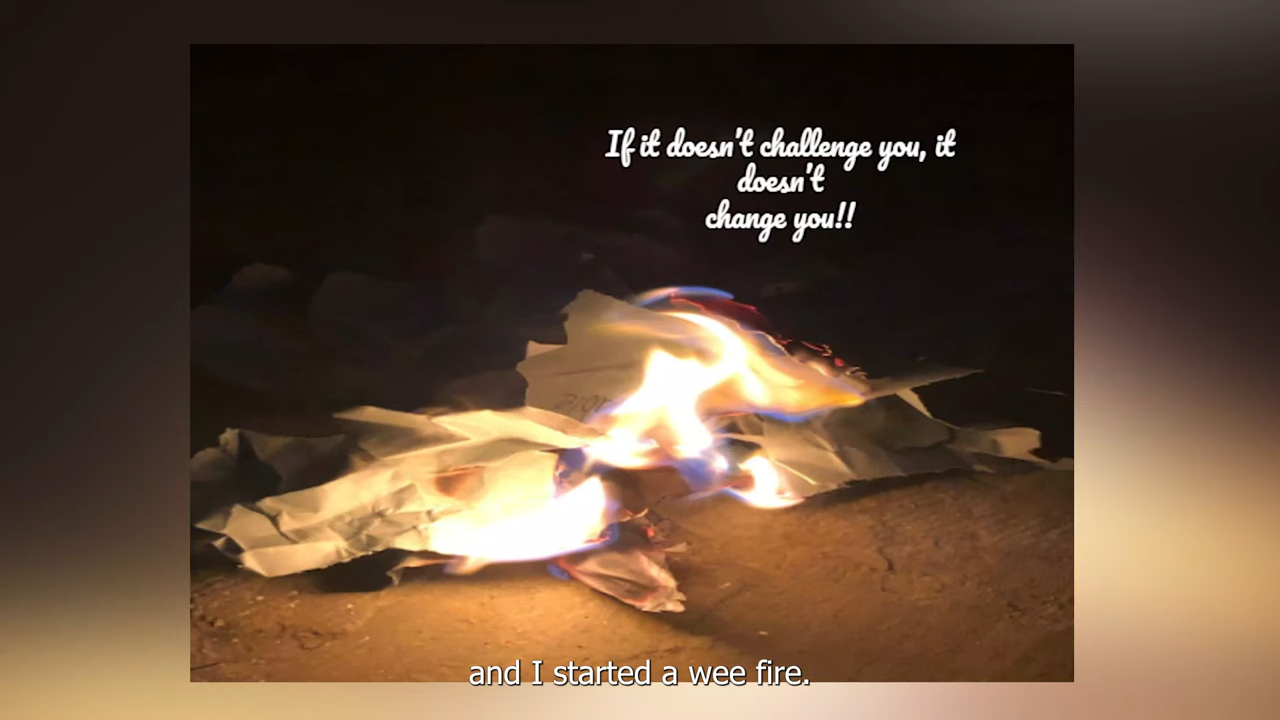 If it doesn't challenge you, it
doesn't
change you!!
and I started a wee fire.